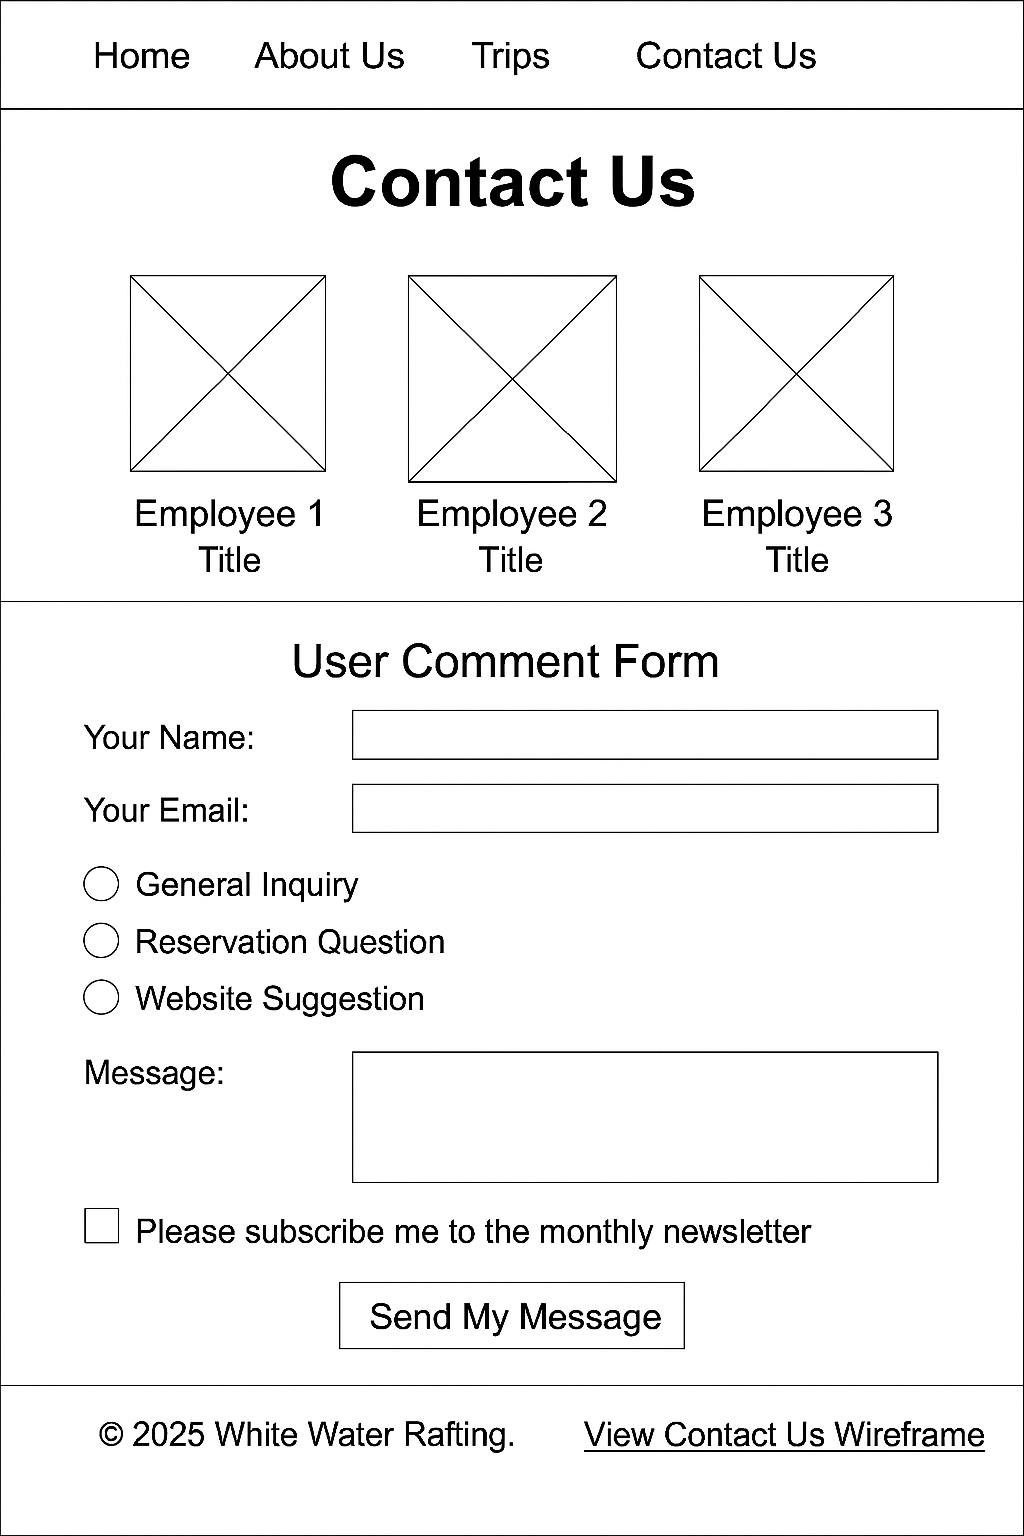 Home About Us Trips Contact Us
Contact Us
Employee 1 Employee 2 Employee 3
Title Title Title
User Comment Form
Your Name:
Your Email:
General Inquiry
Reservation Question
Website Suggestion
Message:
Please subscribe me to the monthly newsletter
Send My Message
© 2025 White Water Rafting. View Contact Us Wireframe